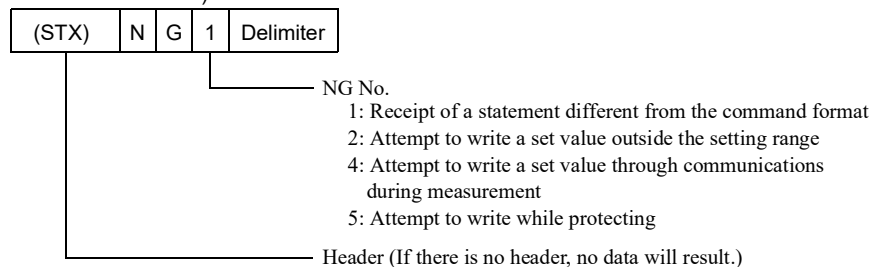 (STX) N G 1 Delimiter
NG No.
1: Receipt of a statement different from the command format
2: Attempt to write a set value outside the setting range
4: Attempt to write a set value through communications
during measurement
5: Attempt to write while protecting
Header (If there is no header, no data will result.)